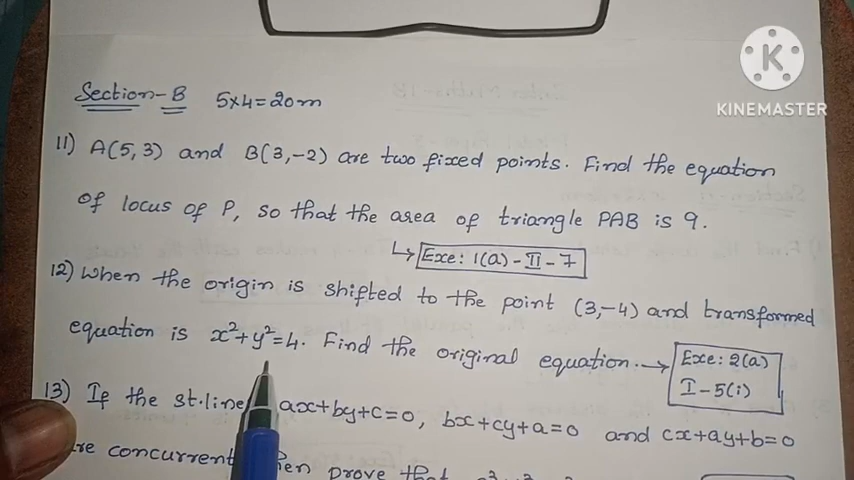 KINEMASTER
Section-B 5x4=20m
11) A(5,3) and B(3,-2) are two fixed points. Find the equation
of locus of P, so that the area of triangle PAB is 9.
Exe: 1(a)-II-7
12) When the origin is shifted to the point (3,-4) and transformed
equation is x²+y²=4. Find the original equation.
Exe: 2(a)
I-5(i)
13) If the st.line ax+by+c=0, bx+cy+a=0 and cx+ay+b=0
concurrent prove that